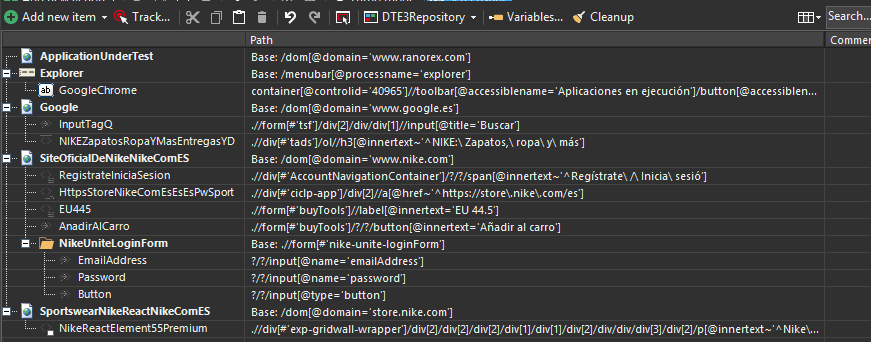 Add new item Track... DTE3Repository Variables... Cleanup Search...
Path Comme
ApplicationUnderTest Base: /dom[@domain='www.ranorex.com']
Explorer Base: /menubar[@processname='explorer']
ab GoogleChrome container[@controlid='40965']//toolbar[@accessiblename='Aplicaciones en ejecución']/button[@accessiblen...
Google Base: /dom[@domain='www.google.es']
InputTagQ .//form[#'tsf']/div[2]/div/div[1]//input[@title='Buscar']
NIKEZapatosRopaYMasEntregasYD .//div[#'tads']/ol//h3[@innertext~'^NIKE:\ Zapatos,\ ropa\ y\ más']
SiteOficialDeNikeNikeComES Base: /dom[@domain='www.nike.com']
RegistrateIniciaSesion .//div[#'AccountNavigationContainer']/?/?/span[@innertext~'^Regístrate\ /\ Inicia\ sesió']
HttpsStoreNikeComEsEsEsPwSport .//div[#'ciclp-app']/div[2]//a[@href~'^https://store\.nike\.com/es']
EU445 .//form[#'buyTools']//label[@innertext='EU 44.5']
AnadirAlCarro .//form[#'buyTools']/?/?/button[@innertext='Añadir al carro']
NikeUniteLoginForm Base: .//form[#'nike-unite-loginForm']
EmailAddress ?/?/input[@name='emailAddress']
Password ?/?/input[@name='password']
Button ?/?/input[@type='button']
SportswearNikeReactNikeComES Base: /dom[@domain='store.nike.com']
NikeReactElement55Premium .//div[#'exp-gridwall-wrapper']/div[2]/div[2]/div[2]/div[1]/div[1]/div[2]/div/div/div[3]/div[2]/p[@innertext~'^Nike\...